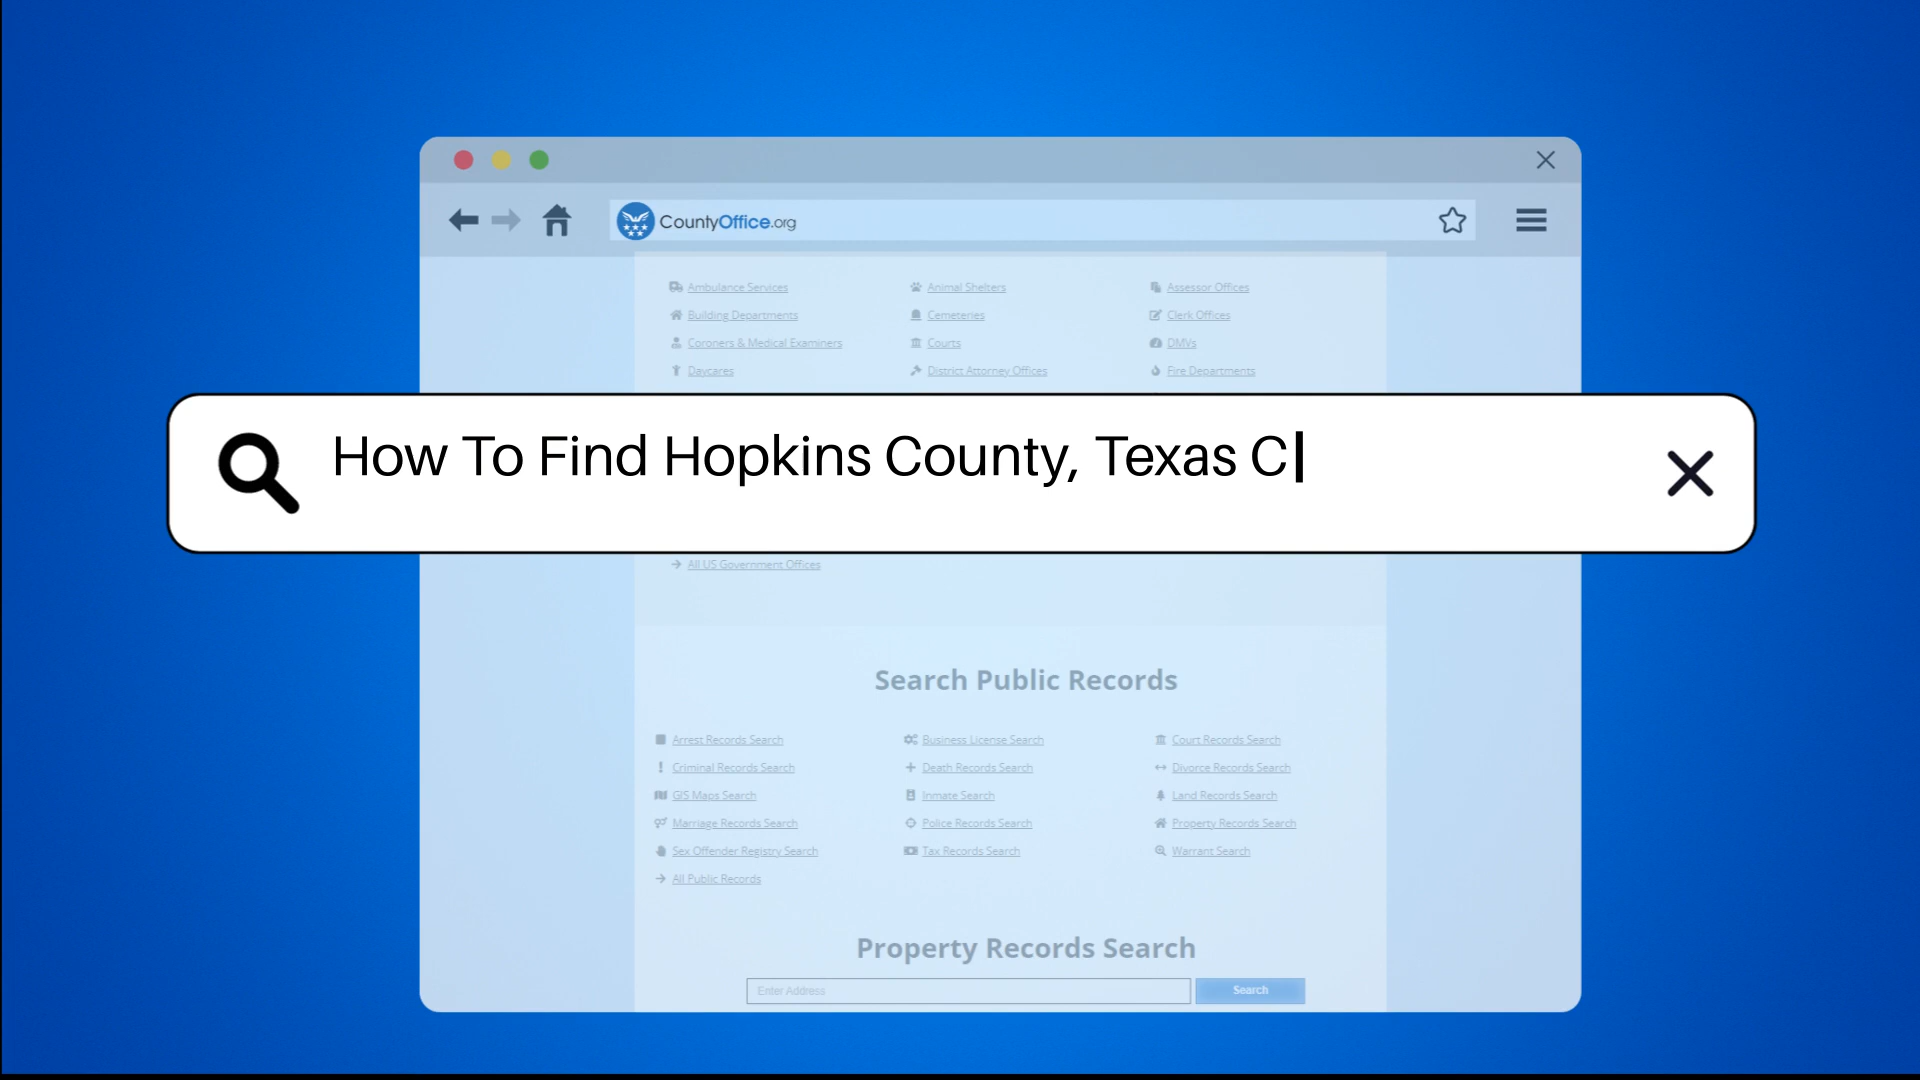 CountyOffice.org
Ambulance Services Animal Shelters Assessor Offices
Building Departments Cemeteries Clerk Offices
Coroners & Medical Examiners Courts DMVs
Daycares District Attorney Offices Fire Departments
How To Find Hopkins County, Texas C
All US Government Offices
Search Public Records
Arrest Records Search Business License Search Court Records Search
Criminal Records Search Death Records Search Divorce Records Search
GIS Maps Search Inmate Search Land Records Search
Marriage Records Search Police Records Search Property Records Search
Sex Offender Registry Search Tax Records Search Warrant Search
All Public Records
Property Records Search
Enter Address Search